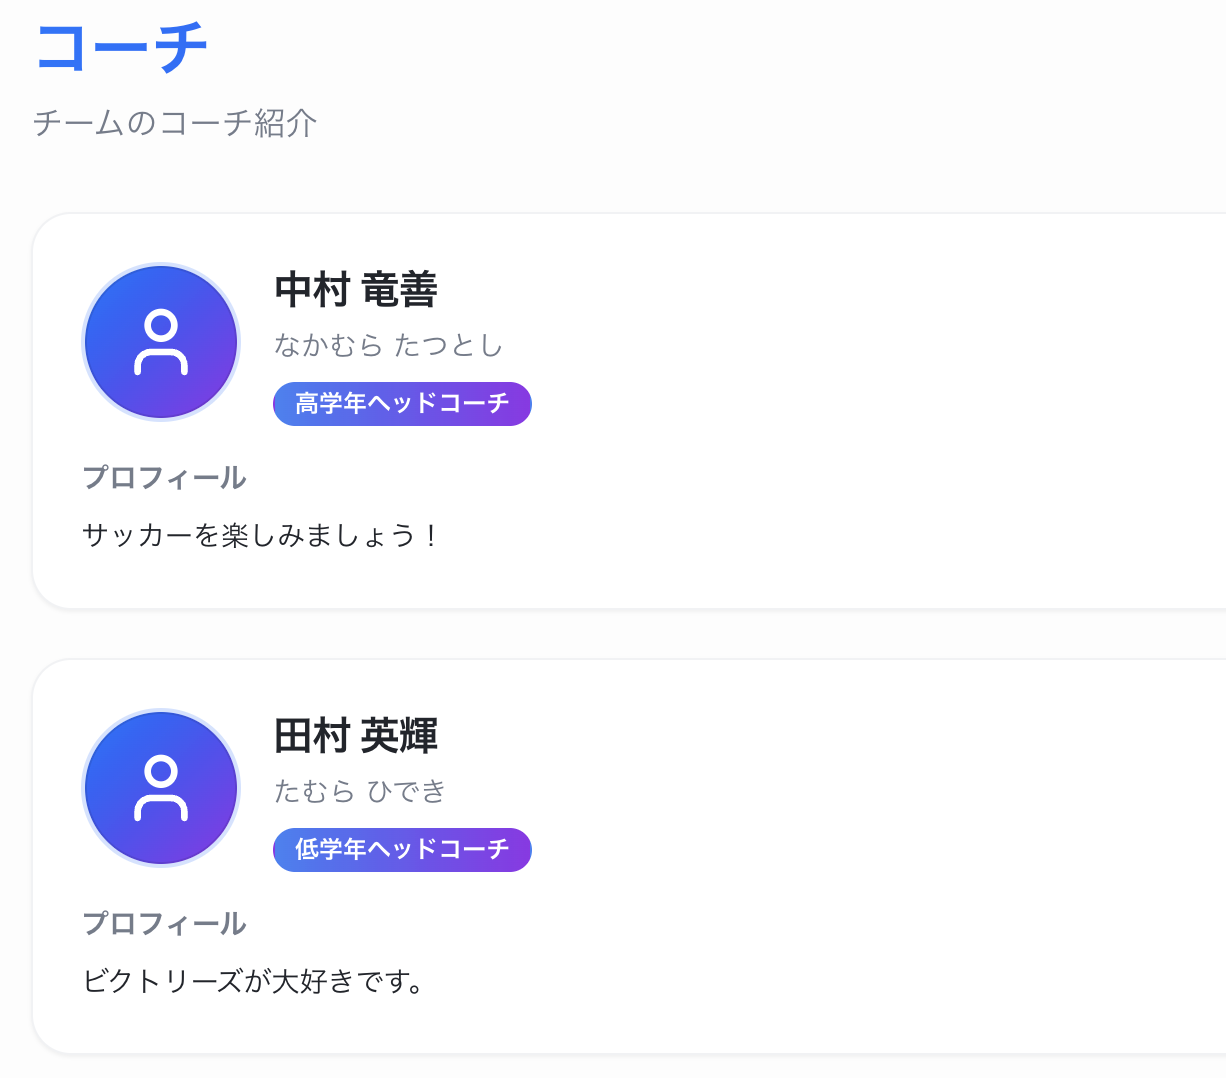 コーチ
チームのコーチ紹介
中村 竜善
なかむら たつとし
高学年ヘッドコーチ
プロフィール
サッカーを楽しみましょう！
田村 英輝
たむら ひでき
低学年ヘッドコーチ
プロフィール
ビクトリーズが大好きです。